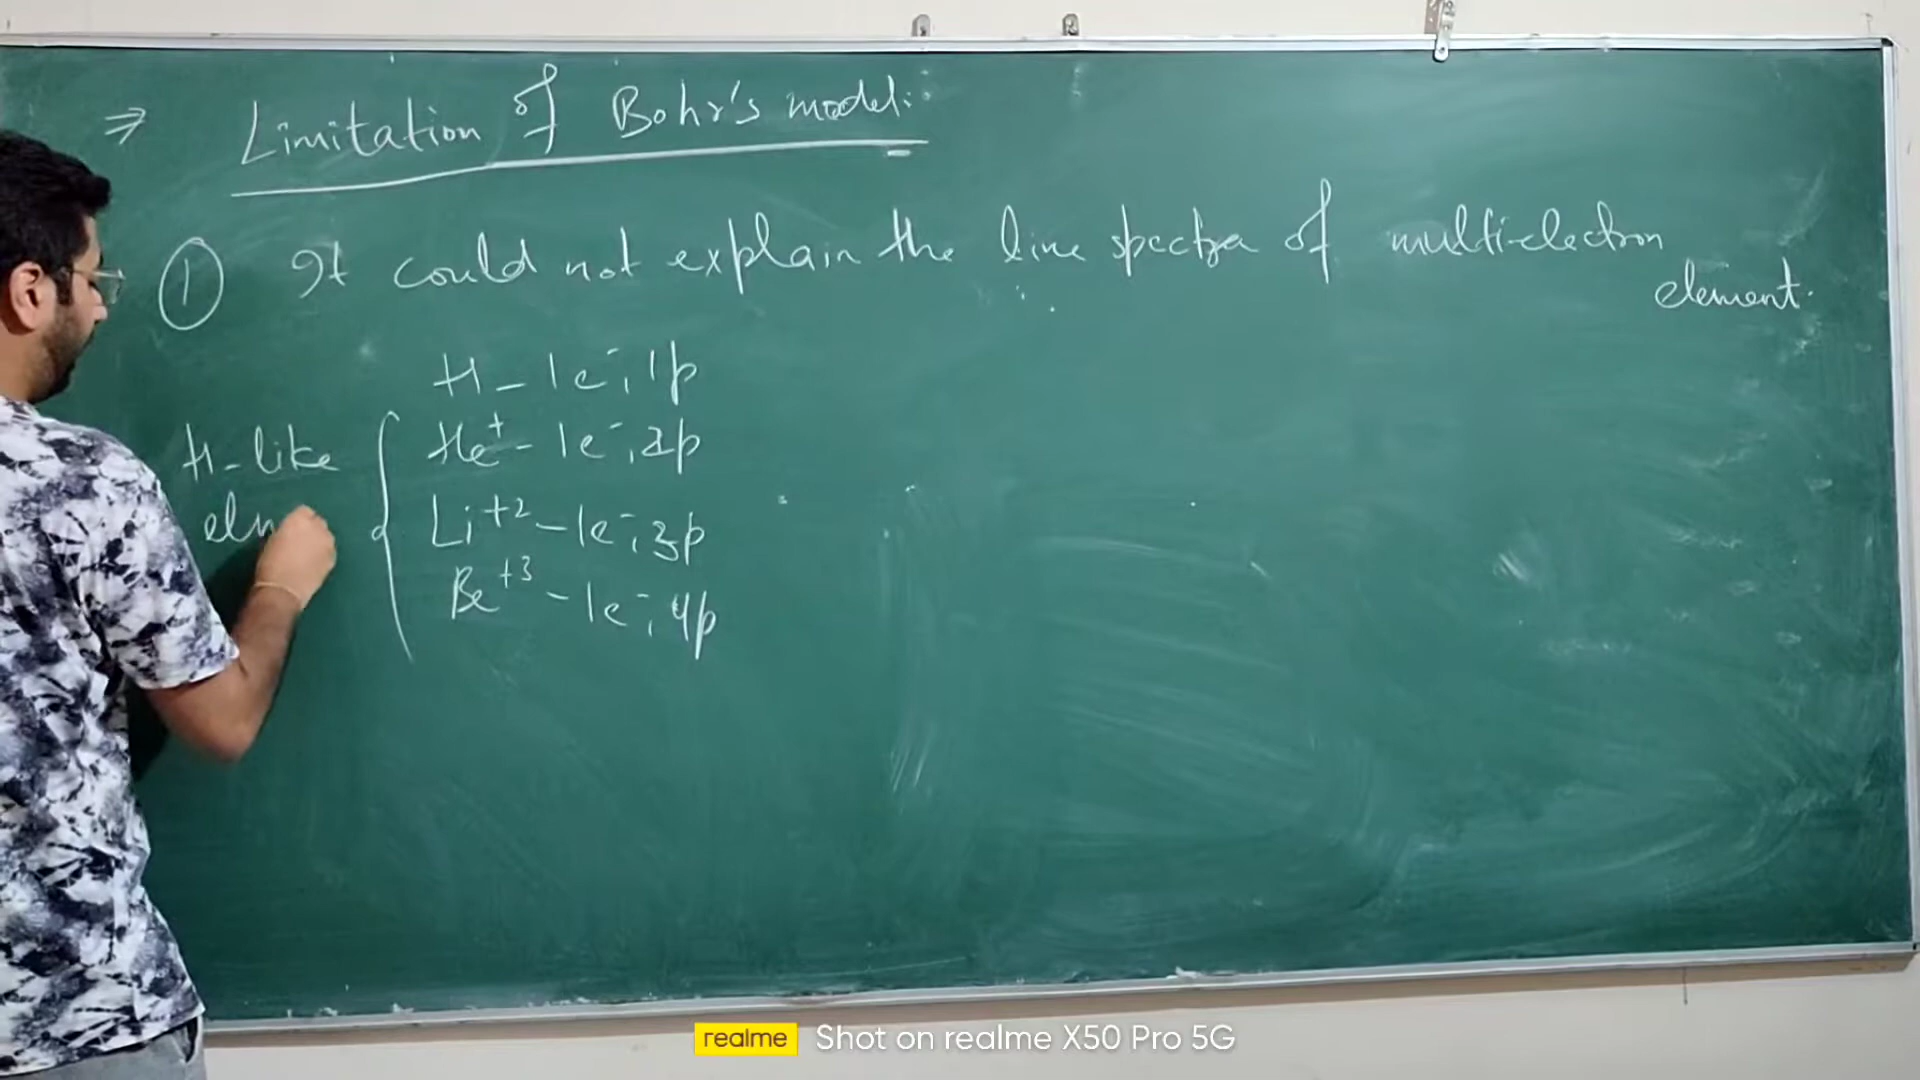 ⇒ Limitation of Bohr's model:
① It could not explain the line spectra of multi-electron
element.
H - 1e⁻, 1p
H-like
He⁺ - 1e⁻, 2p
Li⁺² - 1e⁻, 3p
Be⁺³ - 1e⁻, 4p
realme Shot on realme X50 Pro 5G